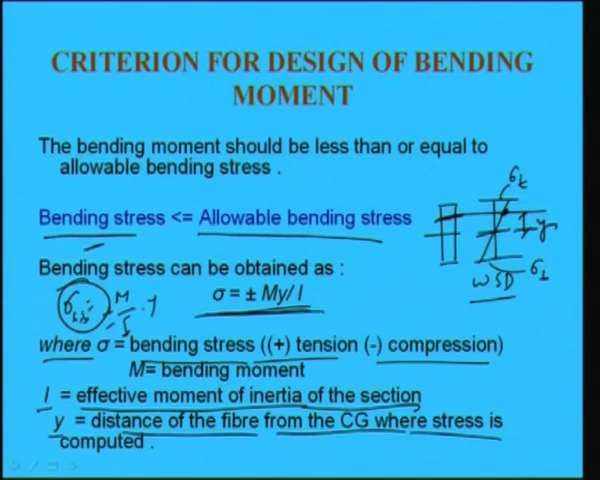 CRITERION FOR DESIGN OF BENDING
MOMENT
The bending moment should be less than or equal to
allowable bending stress .
Bending stress <= Allowable bending stress
Bending stress can be obtained as :
σ = ± My/ I
where σ = bending stress ((+) tension (-) compression)
M= bending moment
I = effective moment of inertia of the section
y = distance of the fibre from the CG where stress is
computed .
σt
y
WSD
M
I
. y